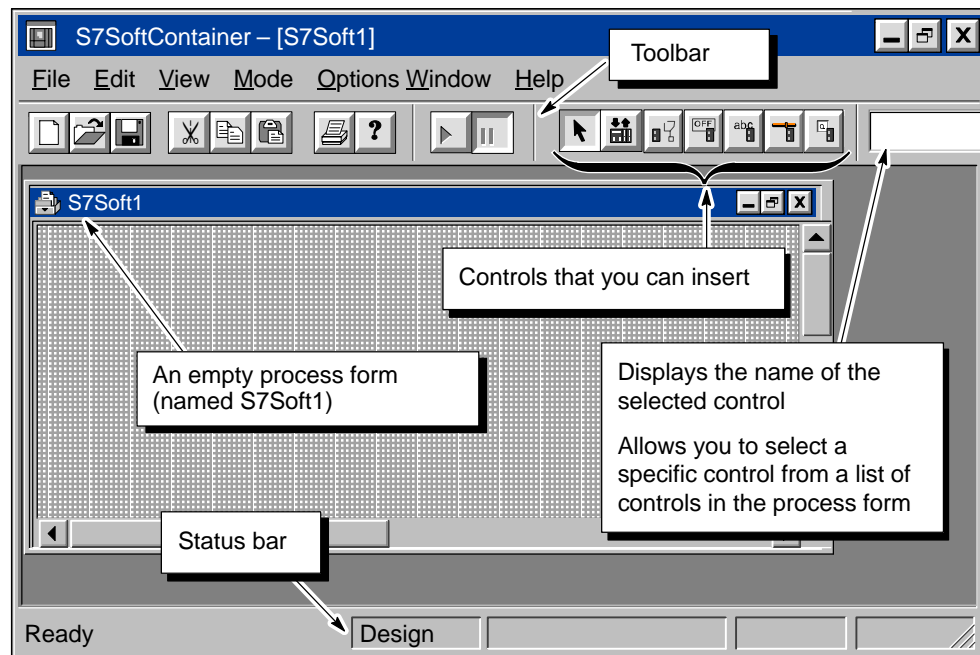 S7SoftContainer – [S7Soft1]
File Edit View Mode Options Window Help
Toolbar
?
OFF
abc
a
S7Soft1
Controls that you can insert
An empty process form
(named S7Soft1)
Displays the name of the
selected control
Allows you to select a
specific control from a list of
controls in the process form
Status bar
Ready
Design